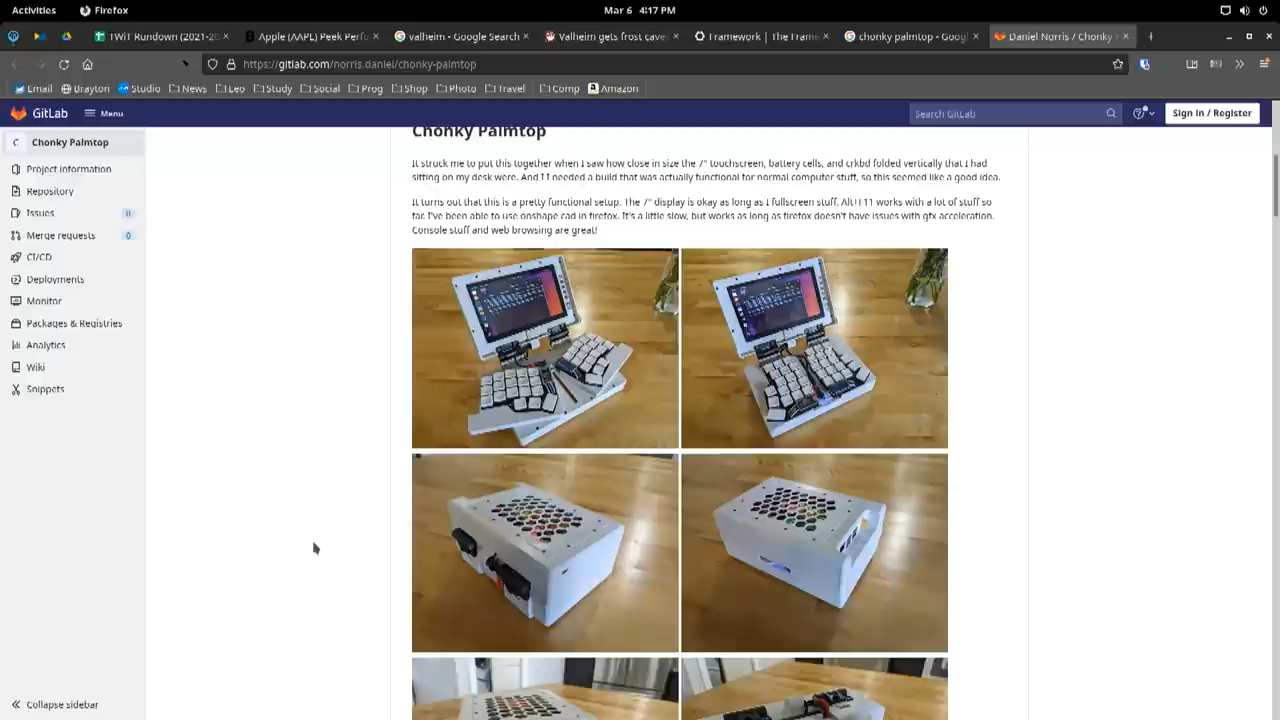 Activities
Firefox
Mar 6 4:17 PM
TWiT Rundown (2021-20
Apple (AAPL) Peek Perfo
valheim - Google Search
Valheim gets frost cave
Framework | The Frame
chonky palmtop - Goog
Daniel Norris / Chonky
https://gitlab.com/norris.daniel/chonky-palmtop
Email
Brayton
Studio
News
Leo
Study
Social
Prog
Shop
Photo
Travel
Comp
Amazon
GitLab
Menu
Search GitLab
Sign in / Register
C Chonky Palmtop
Project information
Repository
Issues 0
Merge requests 0
CI/CD
Deployments
Monitor
Packages & Registries
Analytics
Wiki
Snippets
Collapse sidebar
Chonky Palmtop
It struck me to put this together when I saw how close in size the 7" touchscreen, battery cells, and crkbd folded vertically that I had
sitting on my desk were. And I needed a build that was actually functional for normal computer stuff, so this seemed like a good idea.
It turns out that this is a pretty functional setup. The 7" display is okay as long as I fullscreen stuff. Alt+F11 works with a lot of stuff so
far. I've been able to use onshape cad in firefox. It's a little slow, but works as long as firefox doesn't have issues with gfx acceleration.
Console stuff and web browsing are great!